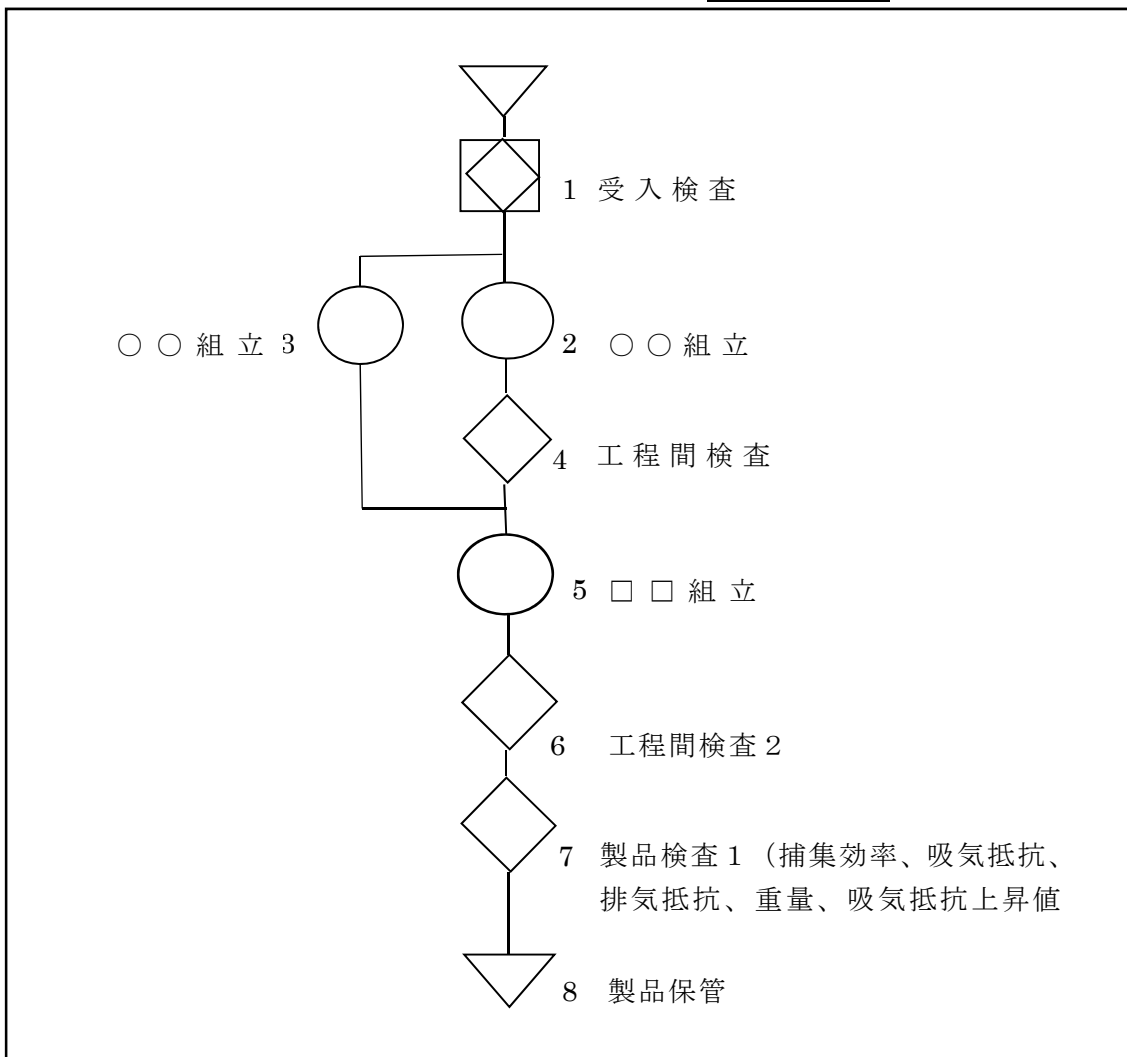 1 受入検査
○○組立 3
2 ○○組立
4 工程間検査
5 □□組立
6 工程間検査2
7 製品検査1（捕集効率、吸気抵抗、
排気抵抗、重量、吸気抵抗上昇値
8 製品保管